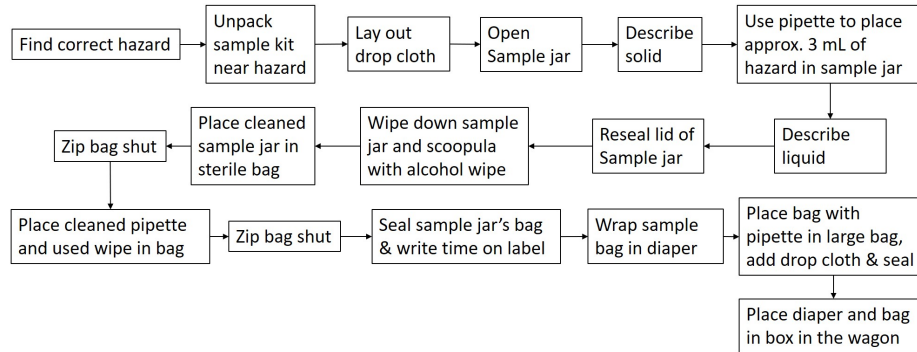 Find correct hazard
Unpack
sample kit
near hazard
Lay out
drop cloth
Open
Sample jar
Describe
solid
Use pipette to place
approx. 3 mL of
hazard in sample jar
Describe
liquid
Reseal lid of
Sample jar
Wipe down sample
jar and scoopula
with alcohol wipe
Place cleaned
sample jar in
sterile bag
Zip bag shut
Place cleaned pipette
and used wipe in bag
Zip bag shut
Seal sample jar's bag
& write time on label
Wrap sample
bag in diaper
Place bag with
pipette in large bag,
add drop cloth & seal
Place diaper and bag
in box in the wagon